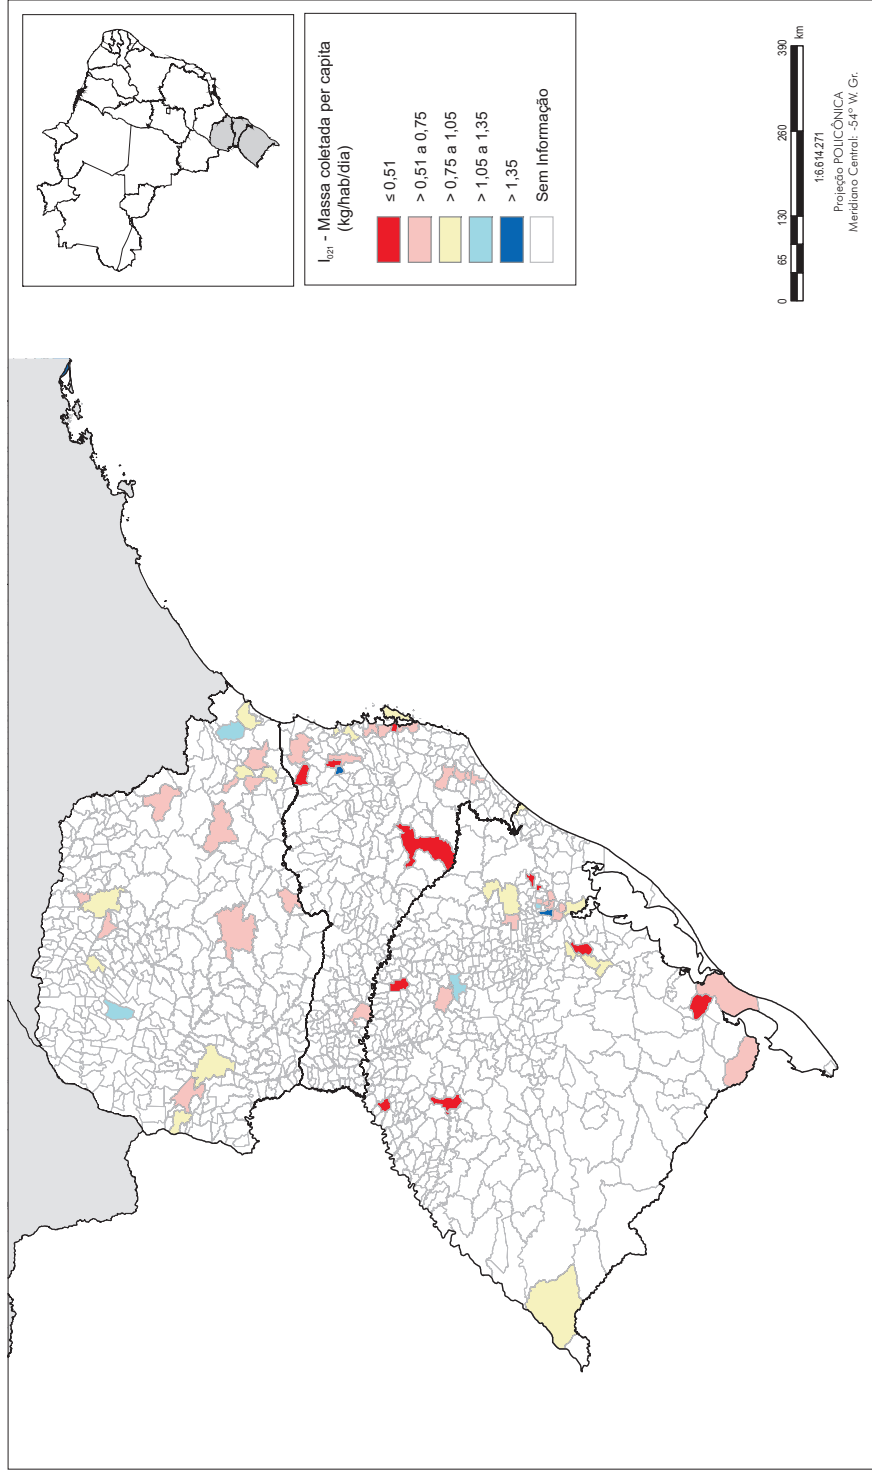 I021 - Massa coletada per capita
(kg/hab/dia)
≤ 0,51
> 0,51 a 0,75
> 0,75 a 1,05
> 1,05 a 1,35
> 1,35
Sem Informação
0 65 130 260 390
km
1:6.614.271
Projeção POLICÔNICA
Meridiano Central: -54° W. Gr.